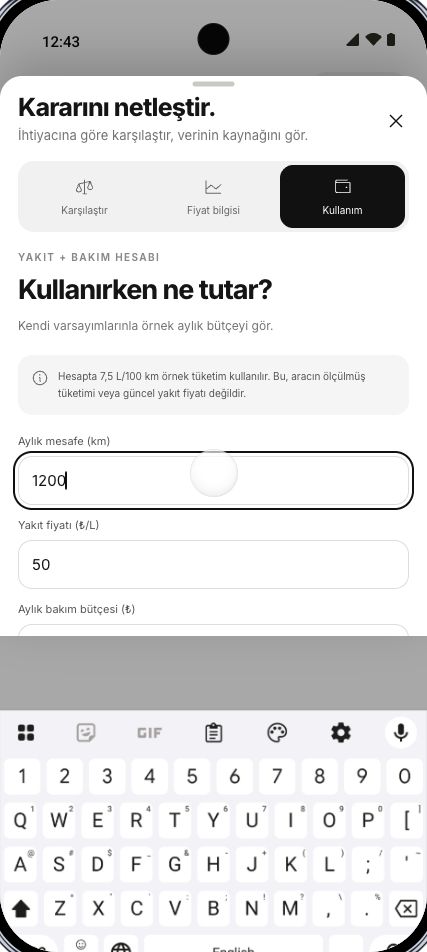 12:43
Kararını netleştir.
İhtiyacına göre karşılaştır, verinin kaynağını gör.
Karşılaştır
Fiyat bilgisi
Kullanım
YAKIT + BAKIM HESABI
Kullanırken ne tutar?
Kendi varsayımlarınla örnek aylık bütçeyi gör.
Hesapta 7,5 L/100 km örnek tüketim kullanılır. Bu, aracın ölçülmüş
tüketimi veya güncel yakıt fiyatı değildir.
Aylık mesafe (km)
1200
Yakıt fiyatı (₺/L)
50
Aylık bakım bütçesi (₺)
GIF
1 2 3 4 5 6 7 8 9 0
Q W E R T Y U I O P [
A S D F G H J K L ; '
Z X C V B N M , .
English